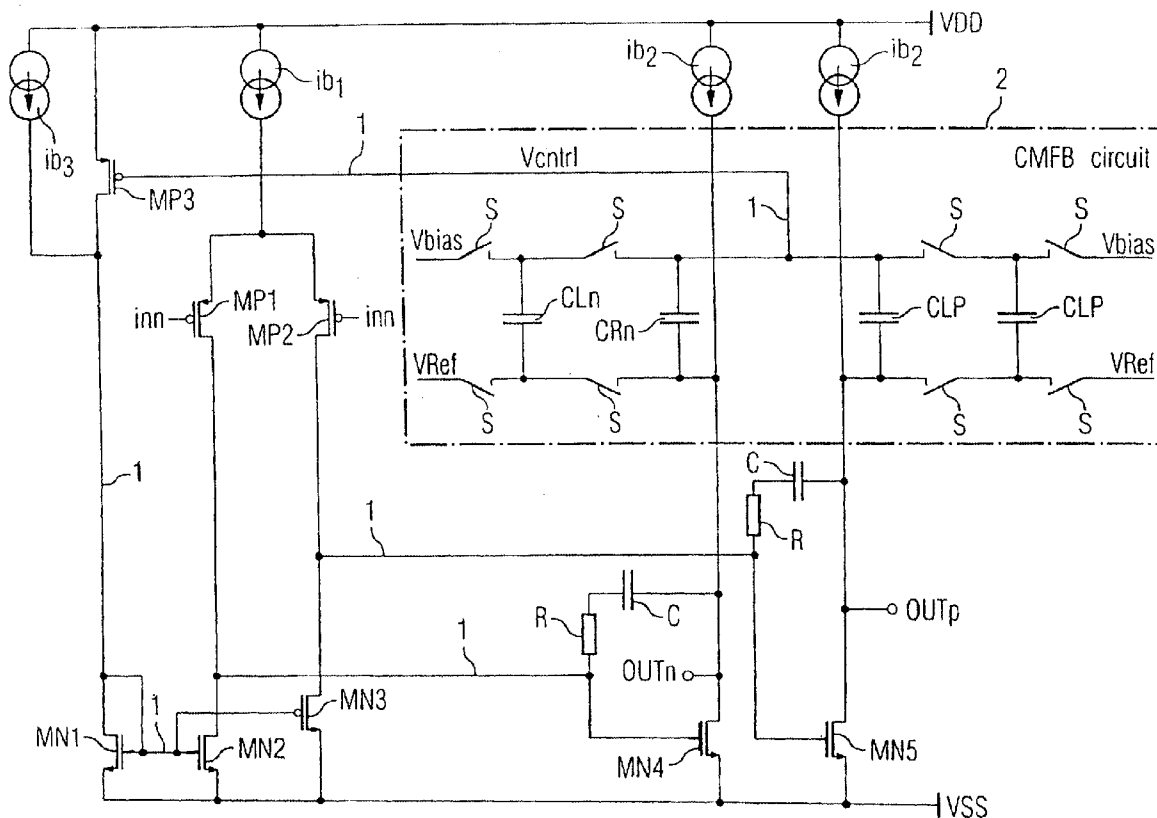 VDD
ib1
ib2
ib2
2
ib3
1
Vcntrl
CMFB circuit
MP3
1
S
S
S
S
Vbias
Vbias
inn
MP1
MP2
inn
CLn
CRn
CLP
CLP
VRef
VRef
S
S
S
S
1
C
R
1
R
C
OUTp
1
OUTn
MN3
MN1
1
MN2
MN4
MN5
VSS